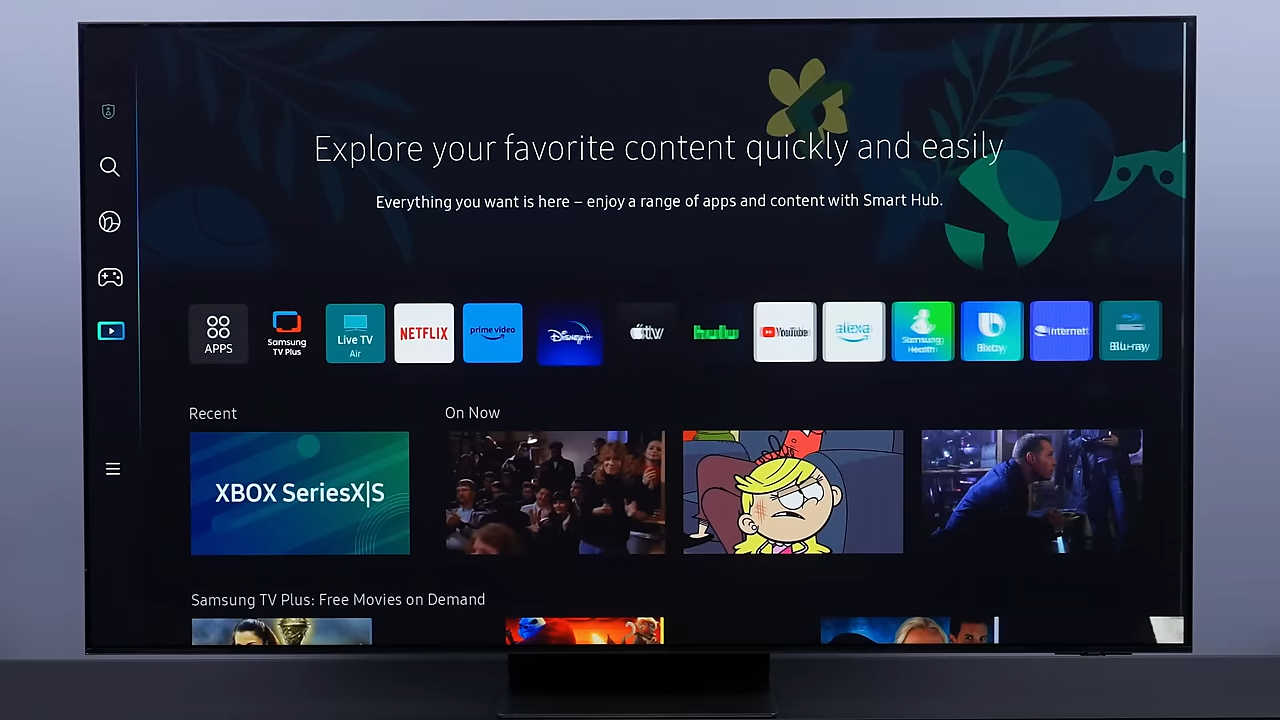 Explore your favorite content quickly and easily
Everything you want is here – enjoy a range of apps and content with Smart Hub.
APPS
Samsung
TV Plus
Live TV
Air
NETFLIX
prime video
Disney+
tv
hulu
YouTube
alexa
Samsung
Health
Bixby
Internet
Blu-ray
Recent
On Now
XBOX SeriesX|S
Samsung TV Plus: Free Movies on Demand